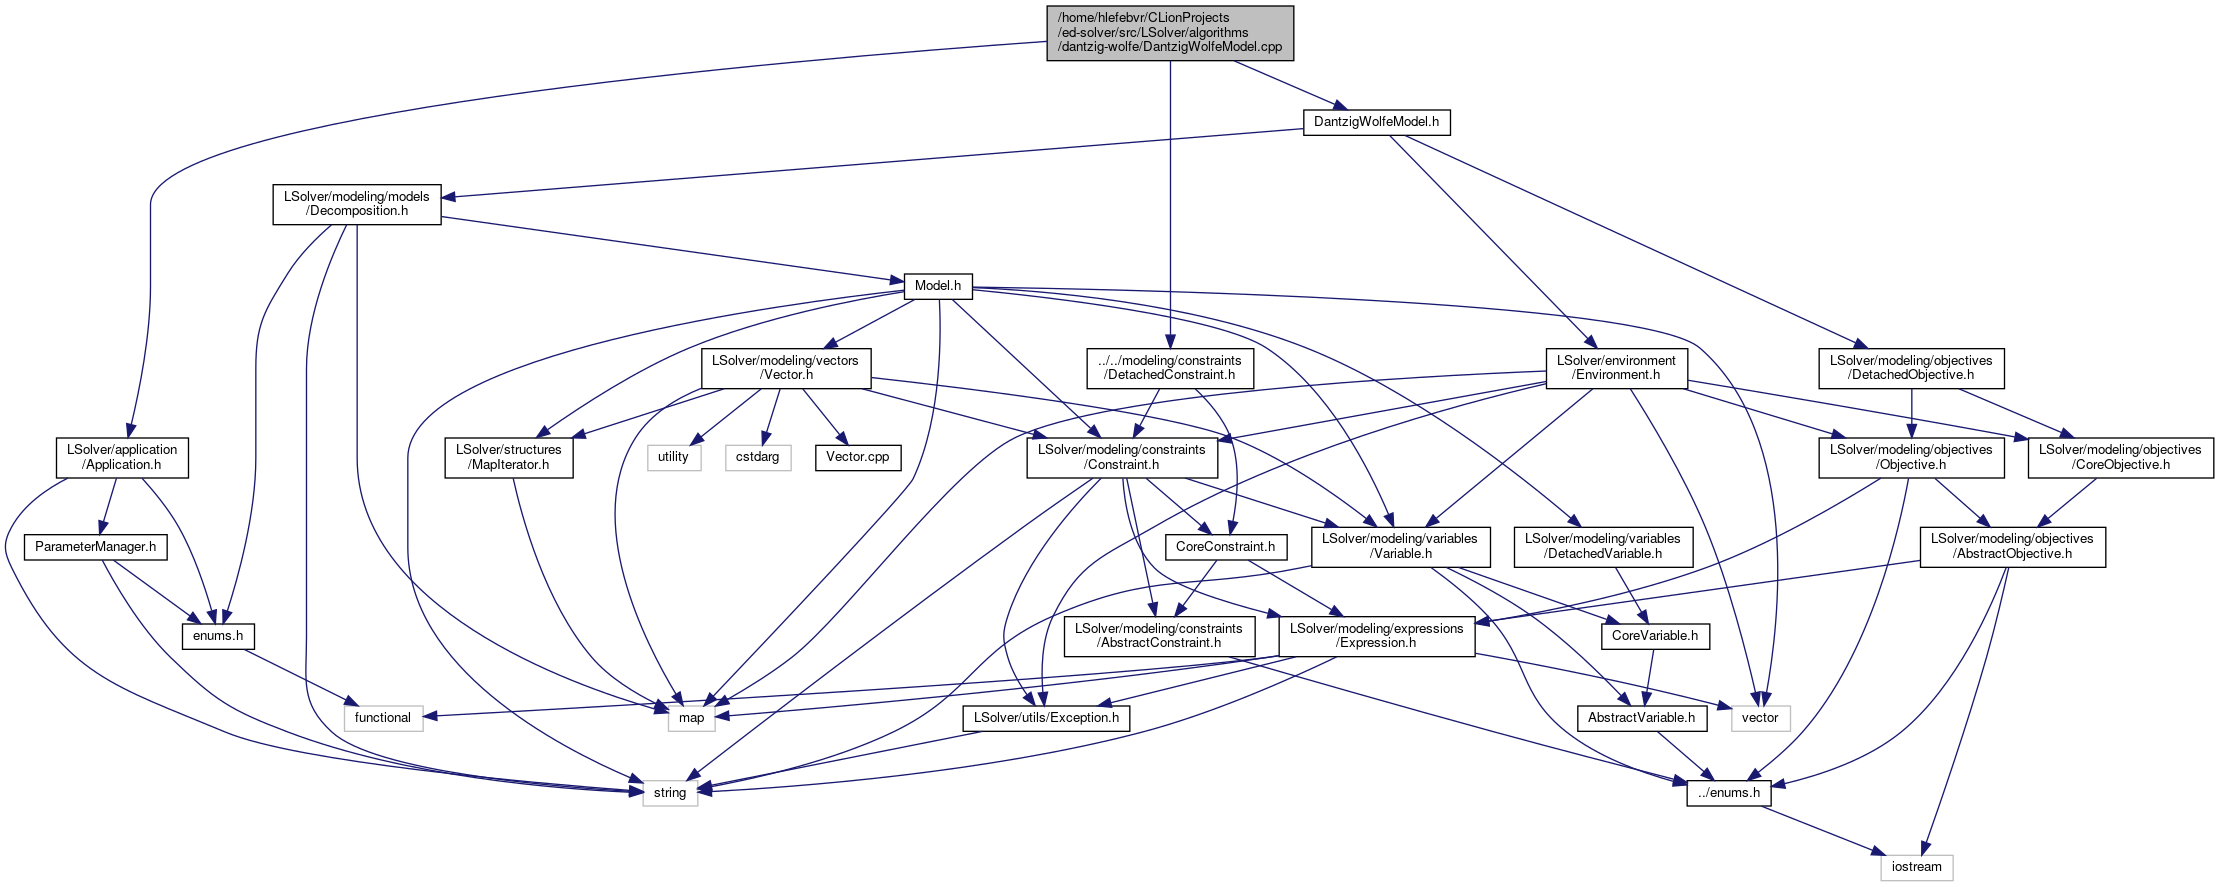 /home/hlefebvr/CLionProjects
/ed-solver/src/LSolver/algorithms
/dantzig-wolfe/DantzigWolfeModel.cpp
DantzigWolfeModel.h
LSolver/modeling/models
/Decomposition.h
Model.h
LSolver/modeling/vectors
/Vector.h
../../modeling/constraints
/DetachedConstraint.h
LSolver/environment
/Environment.h
LSolver/modeling/objectives
/DetachedObjective.h
LSolver/application
/Application.h
LSolver/structures
/MapIterator.h
utility
cstdarg
Vector.cpp
LSolver/modeling/constraints
/Constraint.h
LSolver/modeling/objectives
/Objective.h
LSolver/modeling/objectives
/CoreObjective.h
ParameterManager.h
CoreConstraint.h
LSolver/modeling/variables
/Variable.h
LSolver/modeling/variables
/DetachedVariable.h
LSolver/modeling/objectives
/AbstractObjective.h
enums.h
LSolver/modeling/constraints
/AbstractConstraint.h
LSolver/modeling/expressions
/Expression.h
CoreVariable.h
functional
map
LSolver/utils/Exception.h
AbstractVariable.h
vector
string
../enums.h
iostream